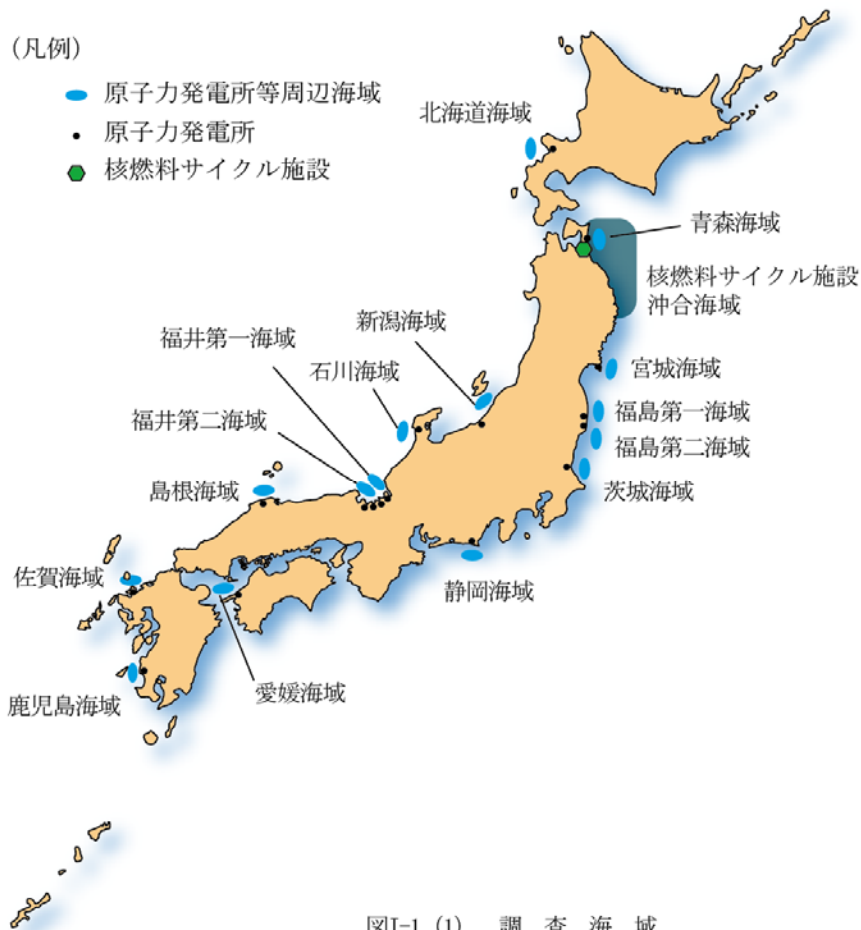 (凡例)
原子力発電所等周辺海域
原子力発電所
核燃料サイクル施設
北海道海域
青森海域
核燃料サイクル施設
沖合海域
新潟海域
福井第一海域
石川海域
宮城海域
福井第二海域
福島第一海域
福島第二海域
島根海域
茨城海域
佐賀海域
静岡海域
愛媛海域
鹿児島海域
図I-1 (1) 調 査 海 域